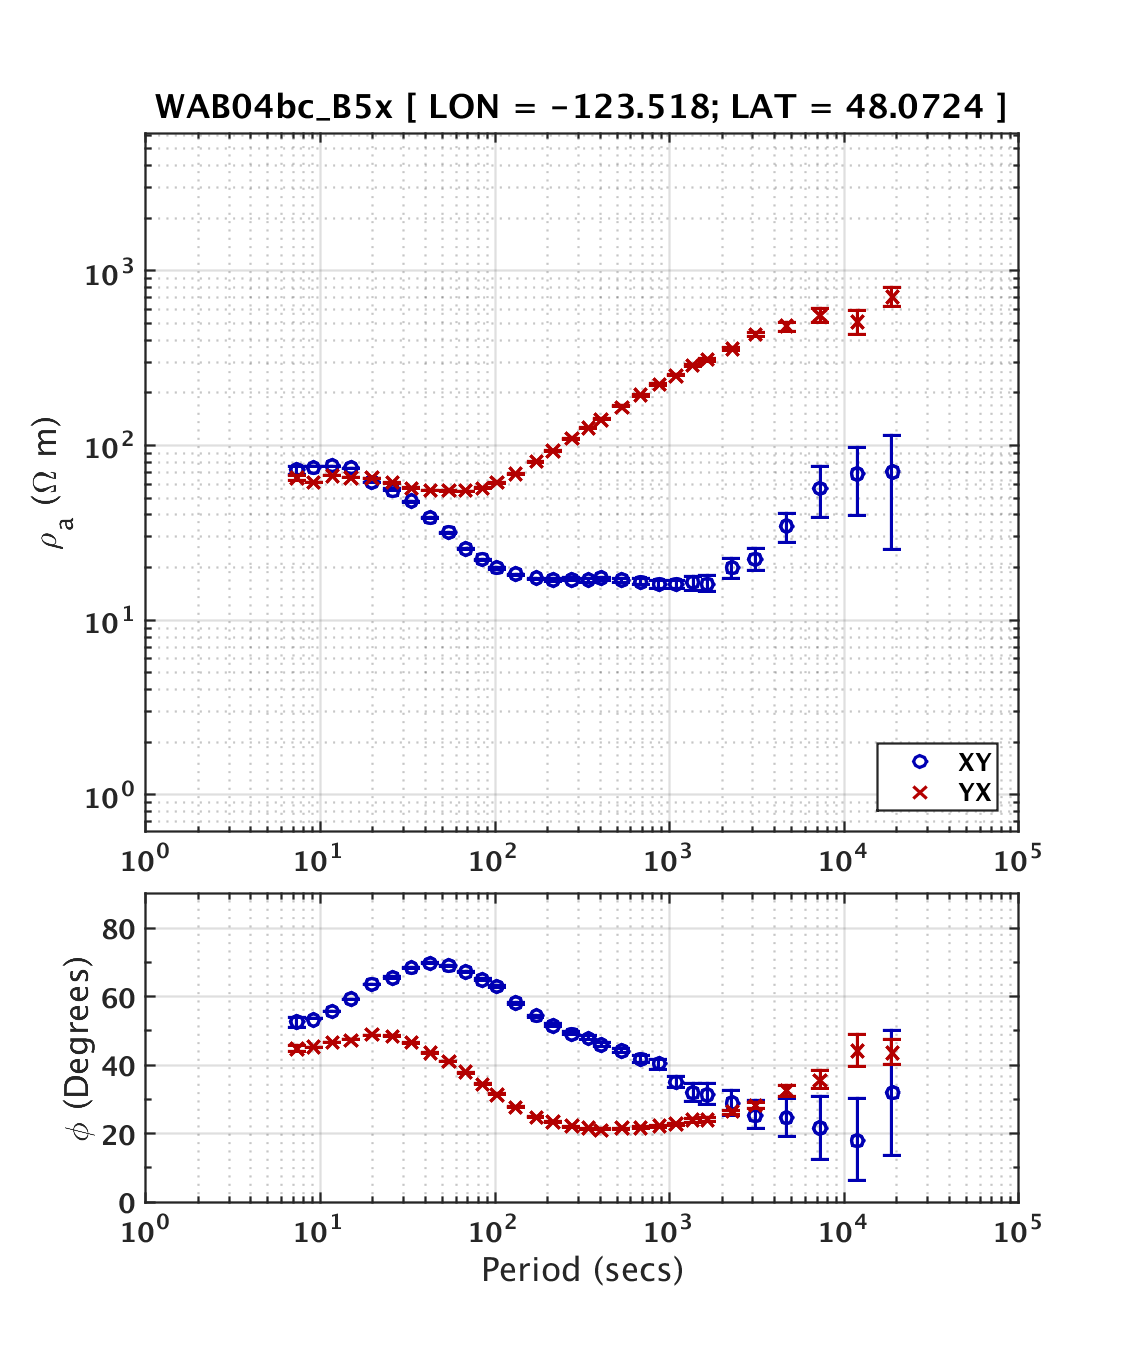 WAB04bc_B5x [ LON = -123.518; LAT = 48.0724 ]
10³
10²
10¹
10⁰
ρₐ (Ω m)
XY
YX
10⁰ 10¹ 10² 10³ 10⁴ 10⁵
80
60
40
20
0
φ (Degrees)
10⁰ 10¹ 10² 10³ 10⁴ 10⁵
Period (secs)